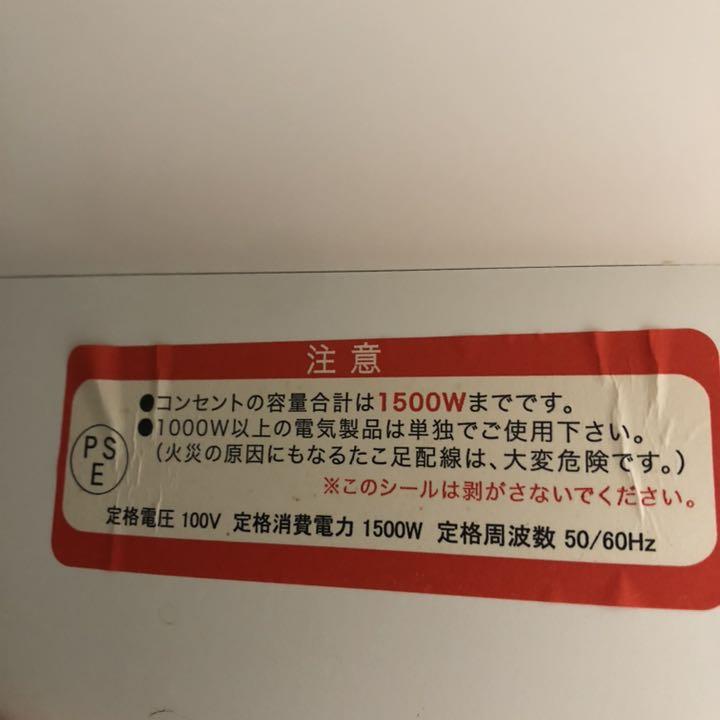 注意
●コンセントの容量合計は1500Wまでです。
●1000W以上の電気製品は単独でご使用下さい。
(火災の原因にもなるたこ足配線は、大変危険です。)
※このシールは剥がさないでください。
PS
E
定格電圧 100V 定格消費電力 1500W 定格周波数 50/60Hz